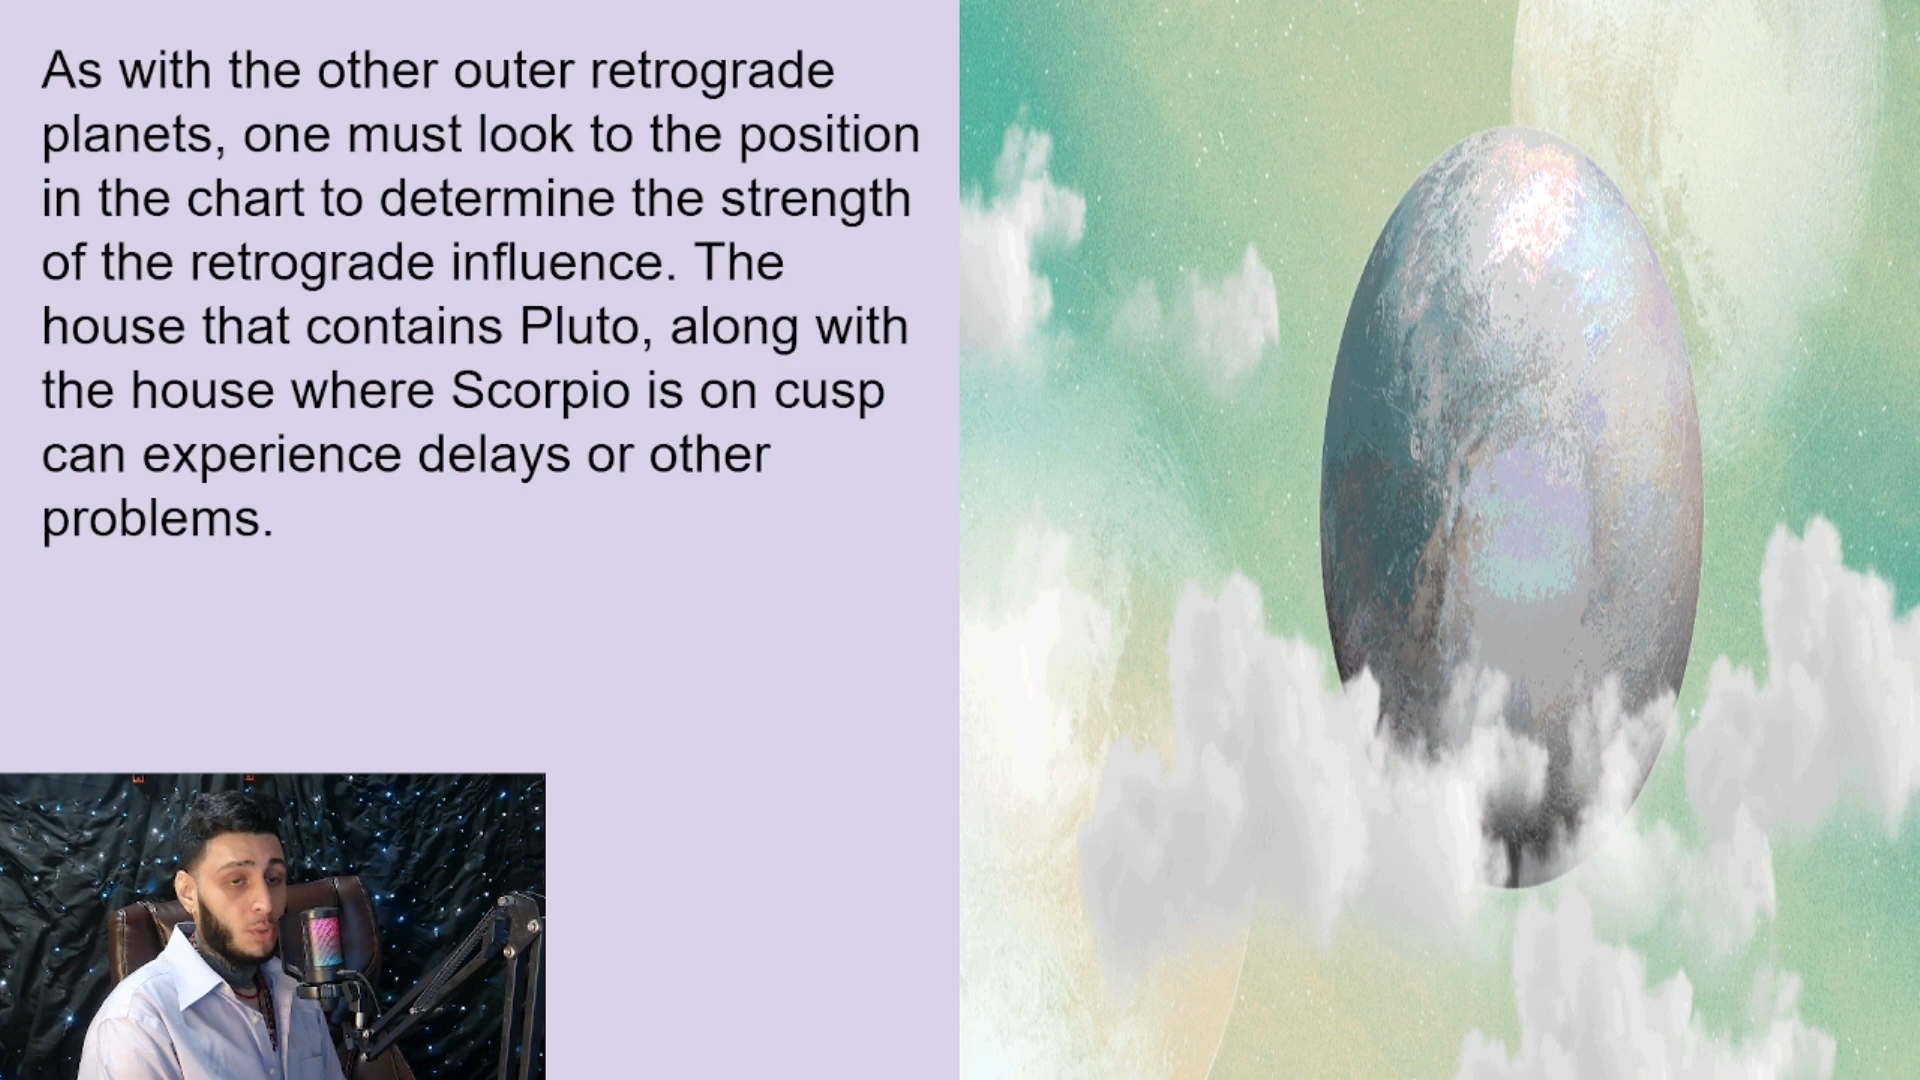 As with the other outer retrograde
planets, one must look to the position
in the chart to determine the strength
of the retrograde influence. The
house that contains Pluto, along with
the house where Scorpio is on cusp
can experience delays or other
problems.